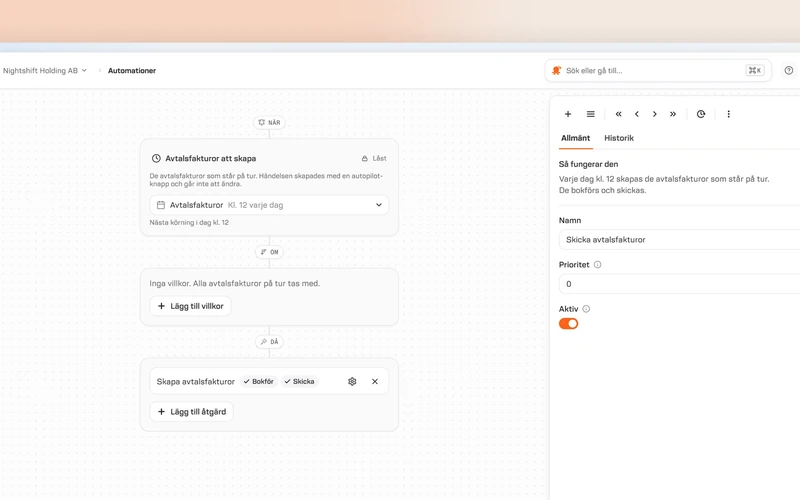 Nightshift Holding AB
Automationer
Sök eller gå till...
⌘K
NÄR
Avtalsfakturor att skapa
Låst
De avtalsfakturor som står på tur. Händelsen skapades med en autopilot-
knapp och går inte att ändra.
Avtalsfakturor Kl. 12 varje dag
Nästa körning i dag kl. 12
OM
Inga villkor. Alla avtalsfakturor på tur tas med.
Lägg till villkor
DÅ
Skapa avtalsfakturor
Bokför
Skicka
Lägg till åtgärd
Allmänt
Historik
Så fungerar den
Varje dag kl. 12 skapas de avtalsfakturor som står på tur.
De bokförs och skickas.
Namn
Skicka avtalsfakturor
Prioritet
0
Aktiv